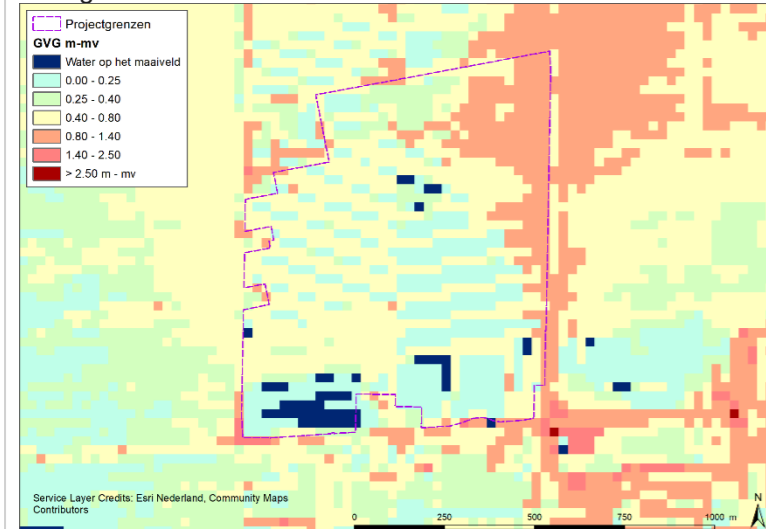 Projectgrenzen
GVG m-mv
Water op het maaiveld
0.00 - 0.25
0.25 - 0.40
0.40 - 0.80
0.80 - 1.40
1.40 - 2.50
> 2.50 m - mv
Service Layer Credits: Esri Nederland, Community Maps
Contributors
N
0 250 500 750 1000 m